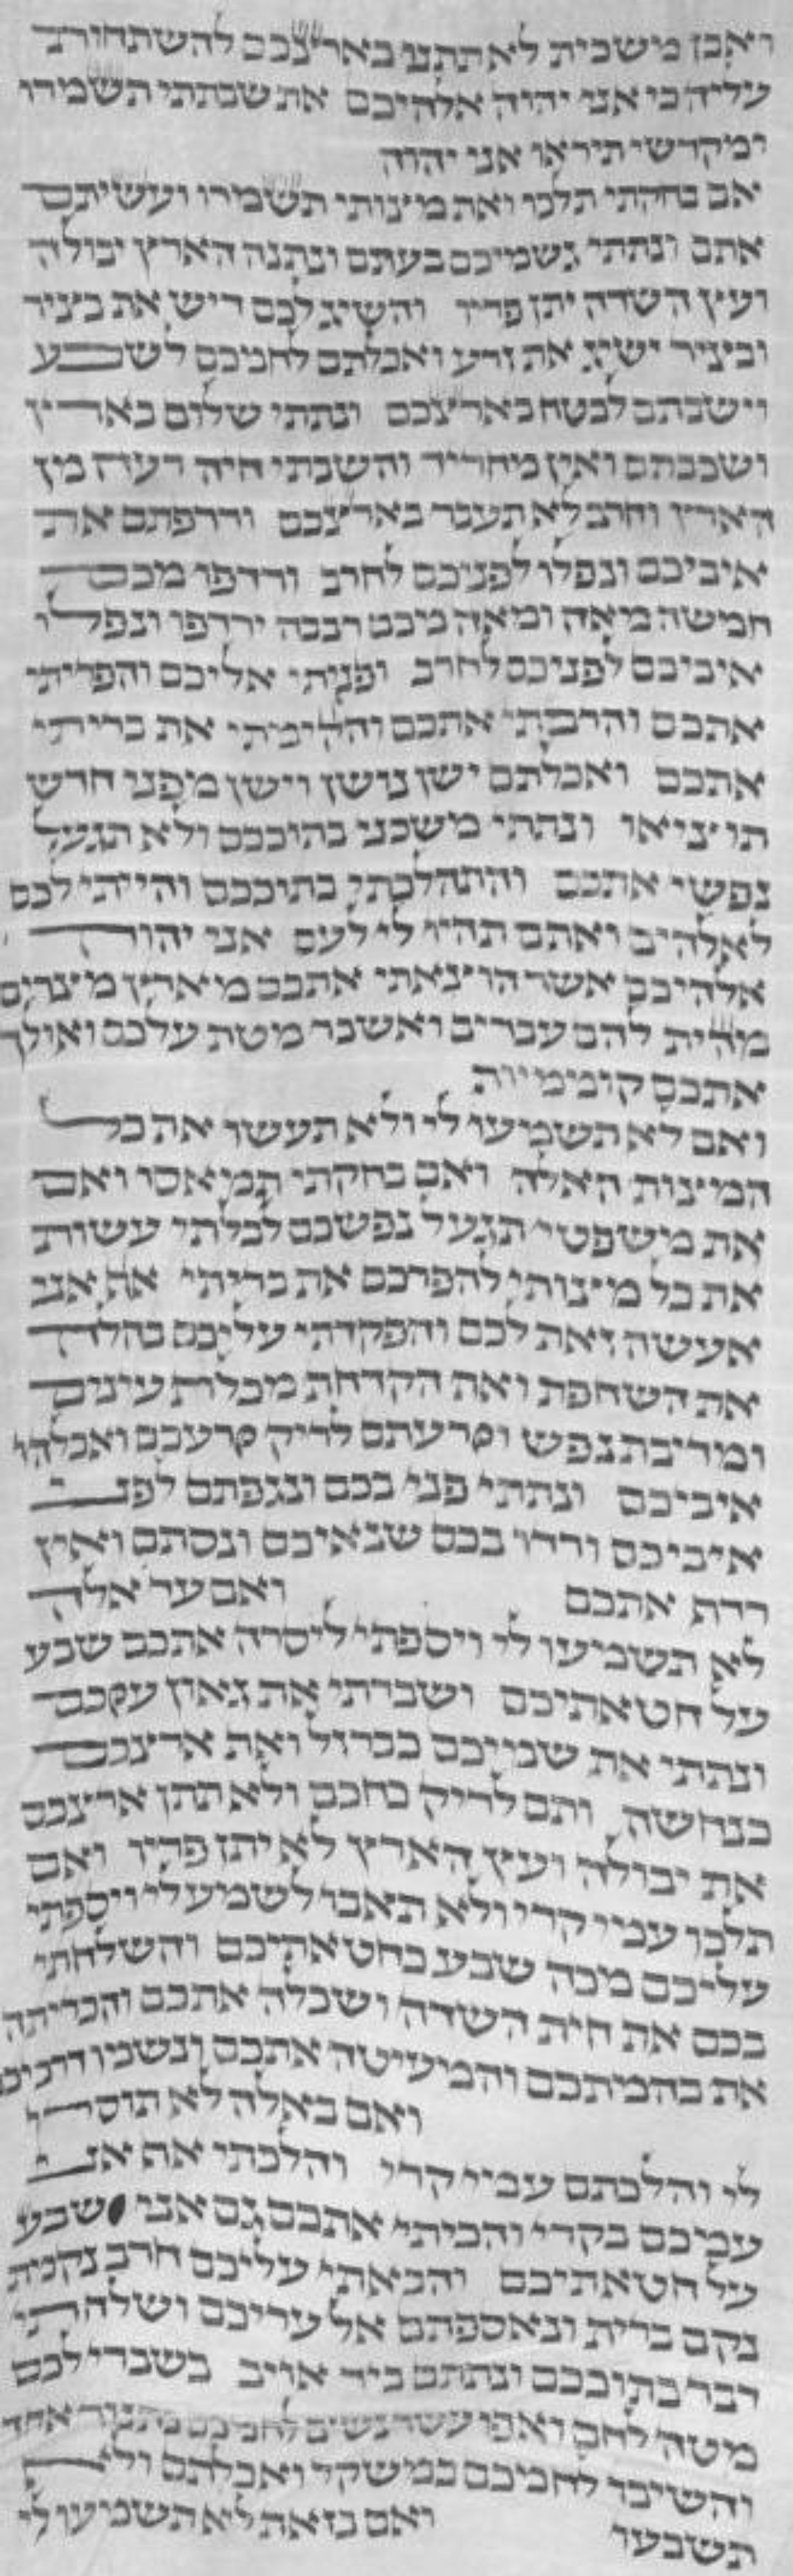 ואבן משכית לא תתנו בארצכם להשתחות
עליה כי אני יהוה אלהיכם את שבתתי תשמרו
ומקדשי תיראו אני יהוה
אם בחקתי תלכו ואת מצותי תשמרו ועשיתם
אתם ונתתי גשמיכם בעתם ונתנה הארץ יבולה
ועץ השדה יתן פריו והשיג לכם דיש את בציר
ובציר ישיג את זרע ואכלתם לחמכם לשבע
וישבתם לבטח בארצכם ונתתי שלום בארץ
ושכבתם ואין מחריד והשבתי חיה רעה מן
הארץ וחרב לא תעבר בארצכם ורדפתם את
איביכם ונפלו לפניכם לחרב ורדפו מכם
חמשה מאה ומאה מכם רבבה ירדפו ונפלו
איביכם לפניכם לחרב ופניתי אליכם והפריתי
אתכם והרביתי אתכם והקימתי את בריתי
אתכם ואכלתם ישן נושן וישן מפני חדש
תוציאו ונתתי משכני בתוככם ולא תגעל
נפשי אתכם והתהלכתי בתוככם והייתי לכם
לאלהים ואתם תהיו לי לעם אני יהוה
אלהיכם אשר הוצאתי אתכם מארץ מצרים
מהית להם עבדים ואשבר מטת עלכם ואולך
אתכם קוממיות
ואם לא תשמעו לי ולא תעשו את כל
המצות האלה ואם בחקתי תמאסו ואם
את משפטי תגעל נפשכם לבלתי עשות
את כל מצותי להפרכם את בריתי אף אני
אעשה זאת לכם והפקדתי עליכם בהלה
את השחפת ואת הקדחת מכלות עינים
ומדיבת נפש וזרעתם לריק זרעכם ואכלהו
איביכם ונתתי פני בכם ונגפתם לפני
איביכם ורדו בכם שנאיכם ונסתם ואין
רדף אתכם ואם עד אלה
לא תשמעו לי ויספתי ליסרה אתכם שבע
על חטאתיכם ושברתי את גאון עזכם
ונתתי את שמיכם כברזל ואת ארצכם
כנחשה ותם לריק כחכם ולא תתן ארצכם
את יבולה ועץ הארץ לא יתן פריו ואם
תלכו עמי קרי ולא תאבו לשמע לי ויספתי
עליכם מכה שבע כחטאתיכם והשלחתי
בכם את חית השדה ושכלה אתכם והכריתה
את בהמתכם והמעיטה אתכם ונשמו דרכיכם
ואם באלה לא תוסרו
לי והלכתם עמי קרי והלכתי אף אני
עמכם בקרי והכיתי אתכם גם אני שבע
על חטאתיכם והבאתי עליכם חרב נקמת
נקם ברית ונאספתם אל עריכם ושלחתי
דבר בתוככם ונתתם ביד אויב בשברי לכם
מטה לחם ואפו עשר נשים לחמכם בתנור אחד
והשיבו לחמכם במשקל ואכלתם ולא
תשבעו ואם בזאת לא תשמעו לי